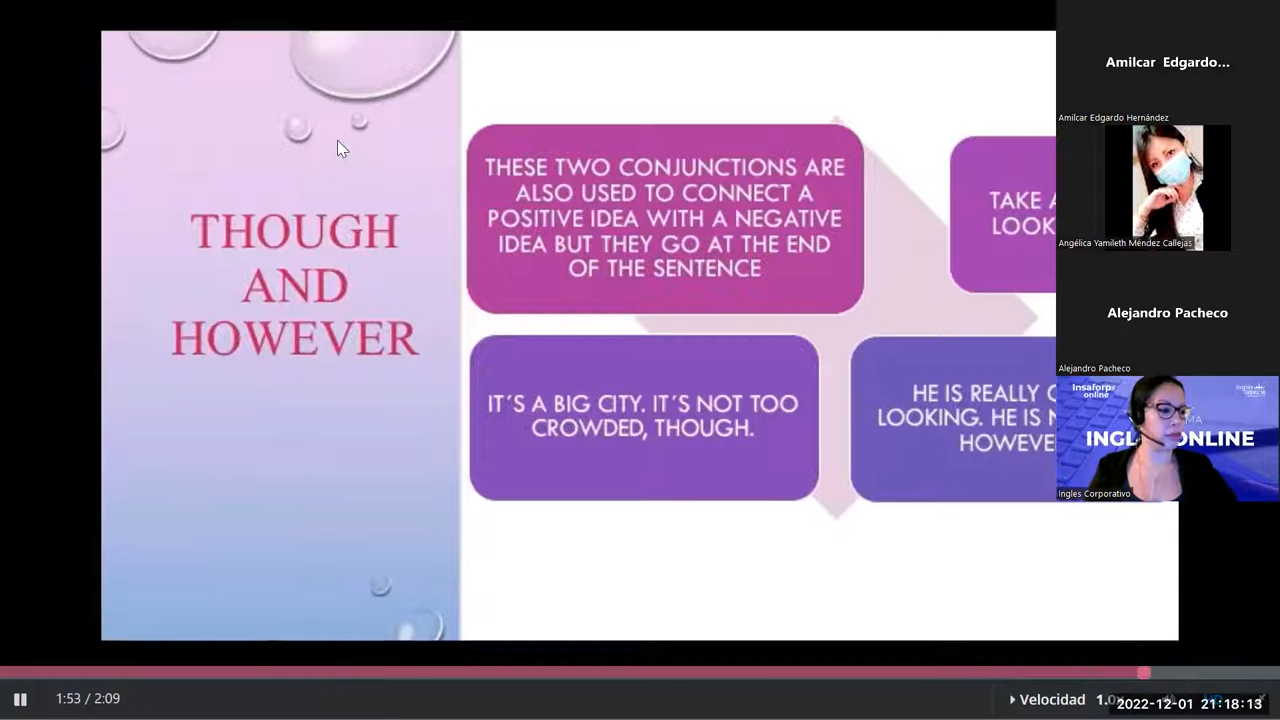 THOUGH
AND
HOWEVER
THESE TWO CONJUNCTIONS ARE
ALSO USED TO CONNECT A
POSITIVE IDEA WITH A NEGATIVE
IDEA BUT THEY GO AT THE END
OF THE SENTENCE
TAKE
LOOK
IT´S A BIG CITY. IT´S NOT TOO
CROWDED, THOUGH.
HE IS REALLY
LOOKING. HE IS
Amilcar Edgardo...
Amilcar Edgardo Hernández
Angélica Yamileth Méndez Callejas
Alejandro Pacheco
Alejandro Pacheco
Insaforp
online
ONLINE
Ingles Corporativo
1:53 / 2:09
Velocidad
2022-12-01 21:18:13